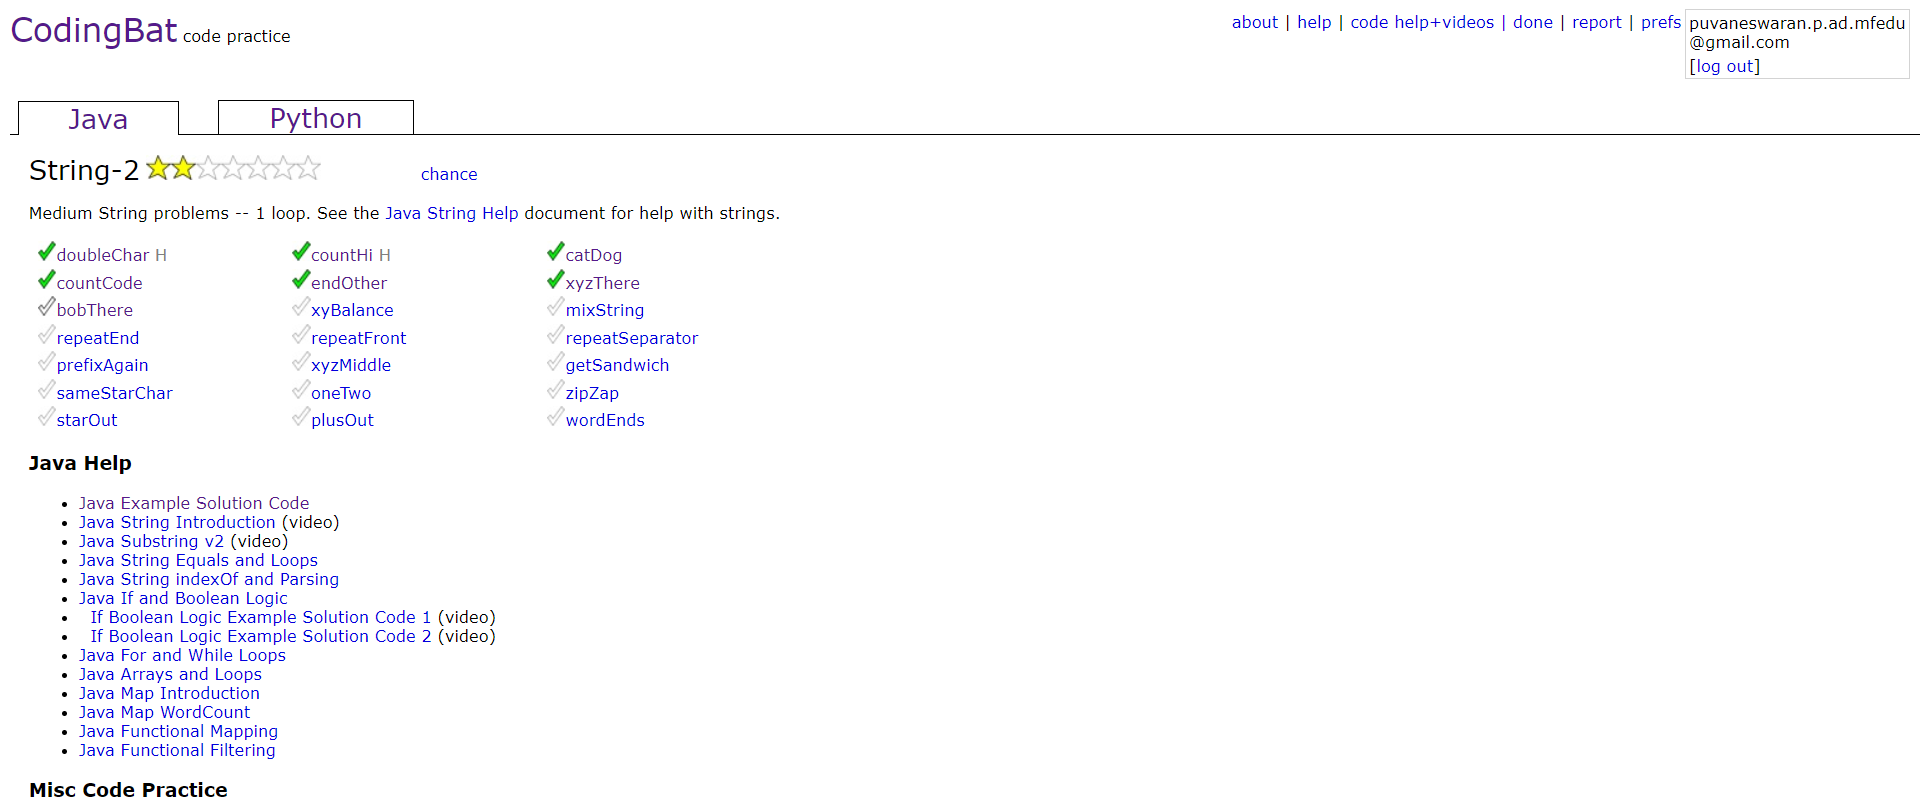 CodingBat code practice
about | help | code help+videos | done | report | prefs
puvaneswaran.p.ad.mfedu
@gmail.com
[log out]
Java
Python
String-2
chance
Medium String problems -- 1 loop. See the Java String Help document for help with strings.
doubleChar H countHi H catDog
countCode endOther xyzThere
bobThere xyBalance mixString
repeatEnd repeatFront repeatSeparator
prefixAgain xyzMiddle getSandwich
sameStarChar oneTwo zipZap
starOut plusOut wordEnds
Java Help
• Java Example Solution Code
• Java String Introduction (video)
• Java Substring v2 (video)
• Java String Equals and Loops
• Java String indexOf and Parsing
• Java If and Boolean Logic
• If Boolean Logic Example Solution Code 1 (video)
• If Boolean Logic Example Solution Code 2 (video)
• Java For and While Loops
• Java Arrays and Loops
• Java Map Introduction
• Java Map WordCount
• Java Functional Mapping
• Java Functional Filtering
Misc Code Practice